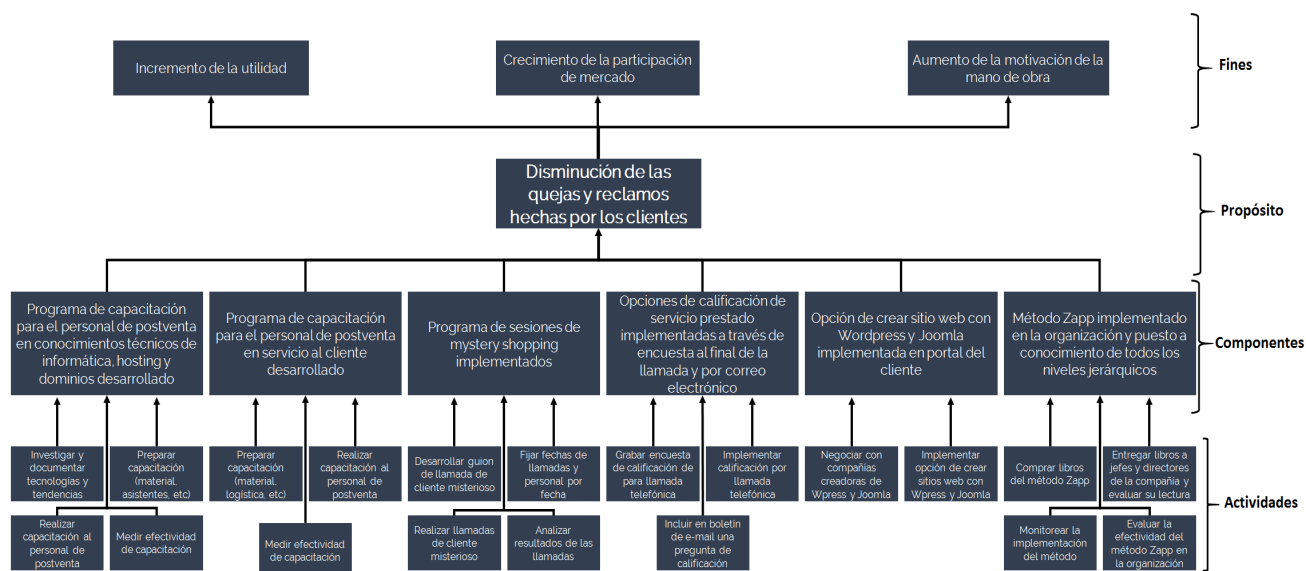 Incremento de la utilidad
Crecimiento de la participación
de mercado
Aumento de la motivación de la
mano de obra
Fines
Disminución de las
quejas y reclamos
hechas por los clientes
Propósito
Programa de capacitación
para el personal de postventa
en conocimientos técnicos de
informática, hosting y
dominios desarrollado
Programa de capacitación
para el personal de postventa
en servicio al cliente
desarrollado
Programa de sesiones de
mystery shopping
implementados
Opciones de calificación de
servicio prestado
implementadas a través de
encuesta al final de la
llamada y por correo
electrónico
Opción de crear sitio web con
Wordpress y Joomla
implementada en portal del
cliente
Método Zapp implementado
en la organización y puesto a
conocimiento de todos los
niveles jerárquicos
Componentes
Investigar y
documentar
tecnologías y
tendencias
Preparar
capacitación
(material,
asistentes, etc)
Realizar
capacitación al
personal de
postventa
Medir efectividad
de capacitación
Preparar
capacitación
(material,
logística, etc)
Realizar
capacitación al
personal de
postventa
Medir efectividad
de capacitación
Desarrollar guion
de llamada de
cliente misterioso
Fijar fechas de
llamadas y
personal por
fecha
Realizar llamadas
de cliente
misterioso
Analizar
resultados de las
llamadas
Grabar encuesta
de calificación de
para llamada
telefónica
Implementar
calificación por
llamada
telefónica
Incluir en boletín
de e-mail una
pregunta de
calificación
Negociar con
compañías
creadoras de
Wpress y Joomla
Implementar
opción de crear
sitios web con
Wpress y Joomla
Comprar libros
del método Zapp
Entregar libros a
jefes y directores
de la compañía y
evaluar su lectura
Monitorear la
implementación
del método
Evaluar la
efectividad del
método Zapp en
la organización
Actividades